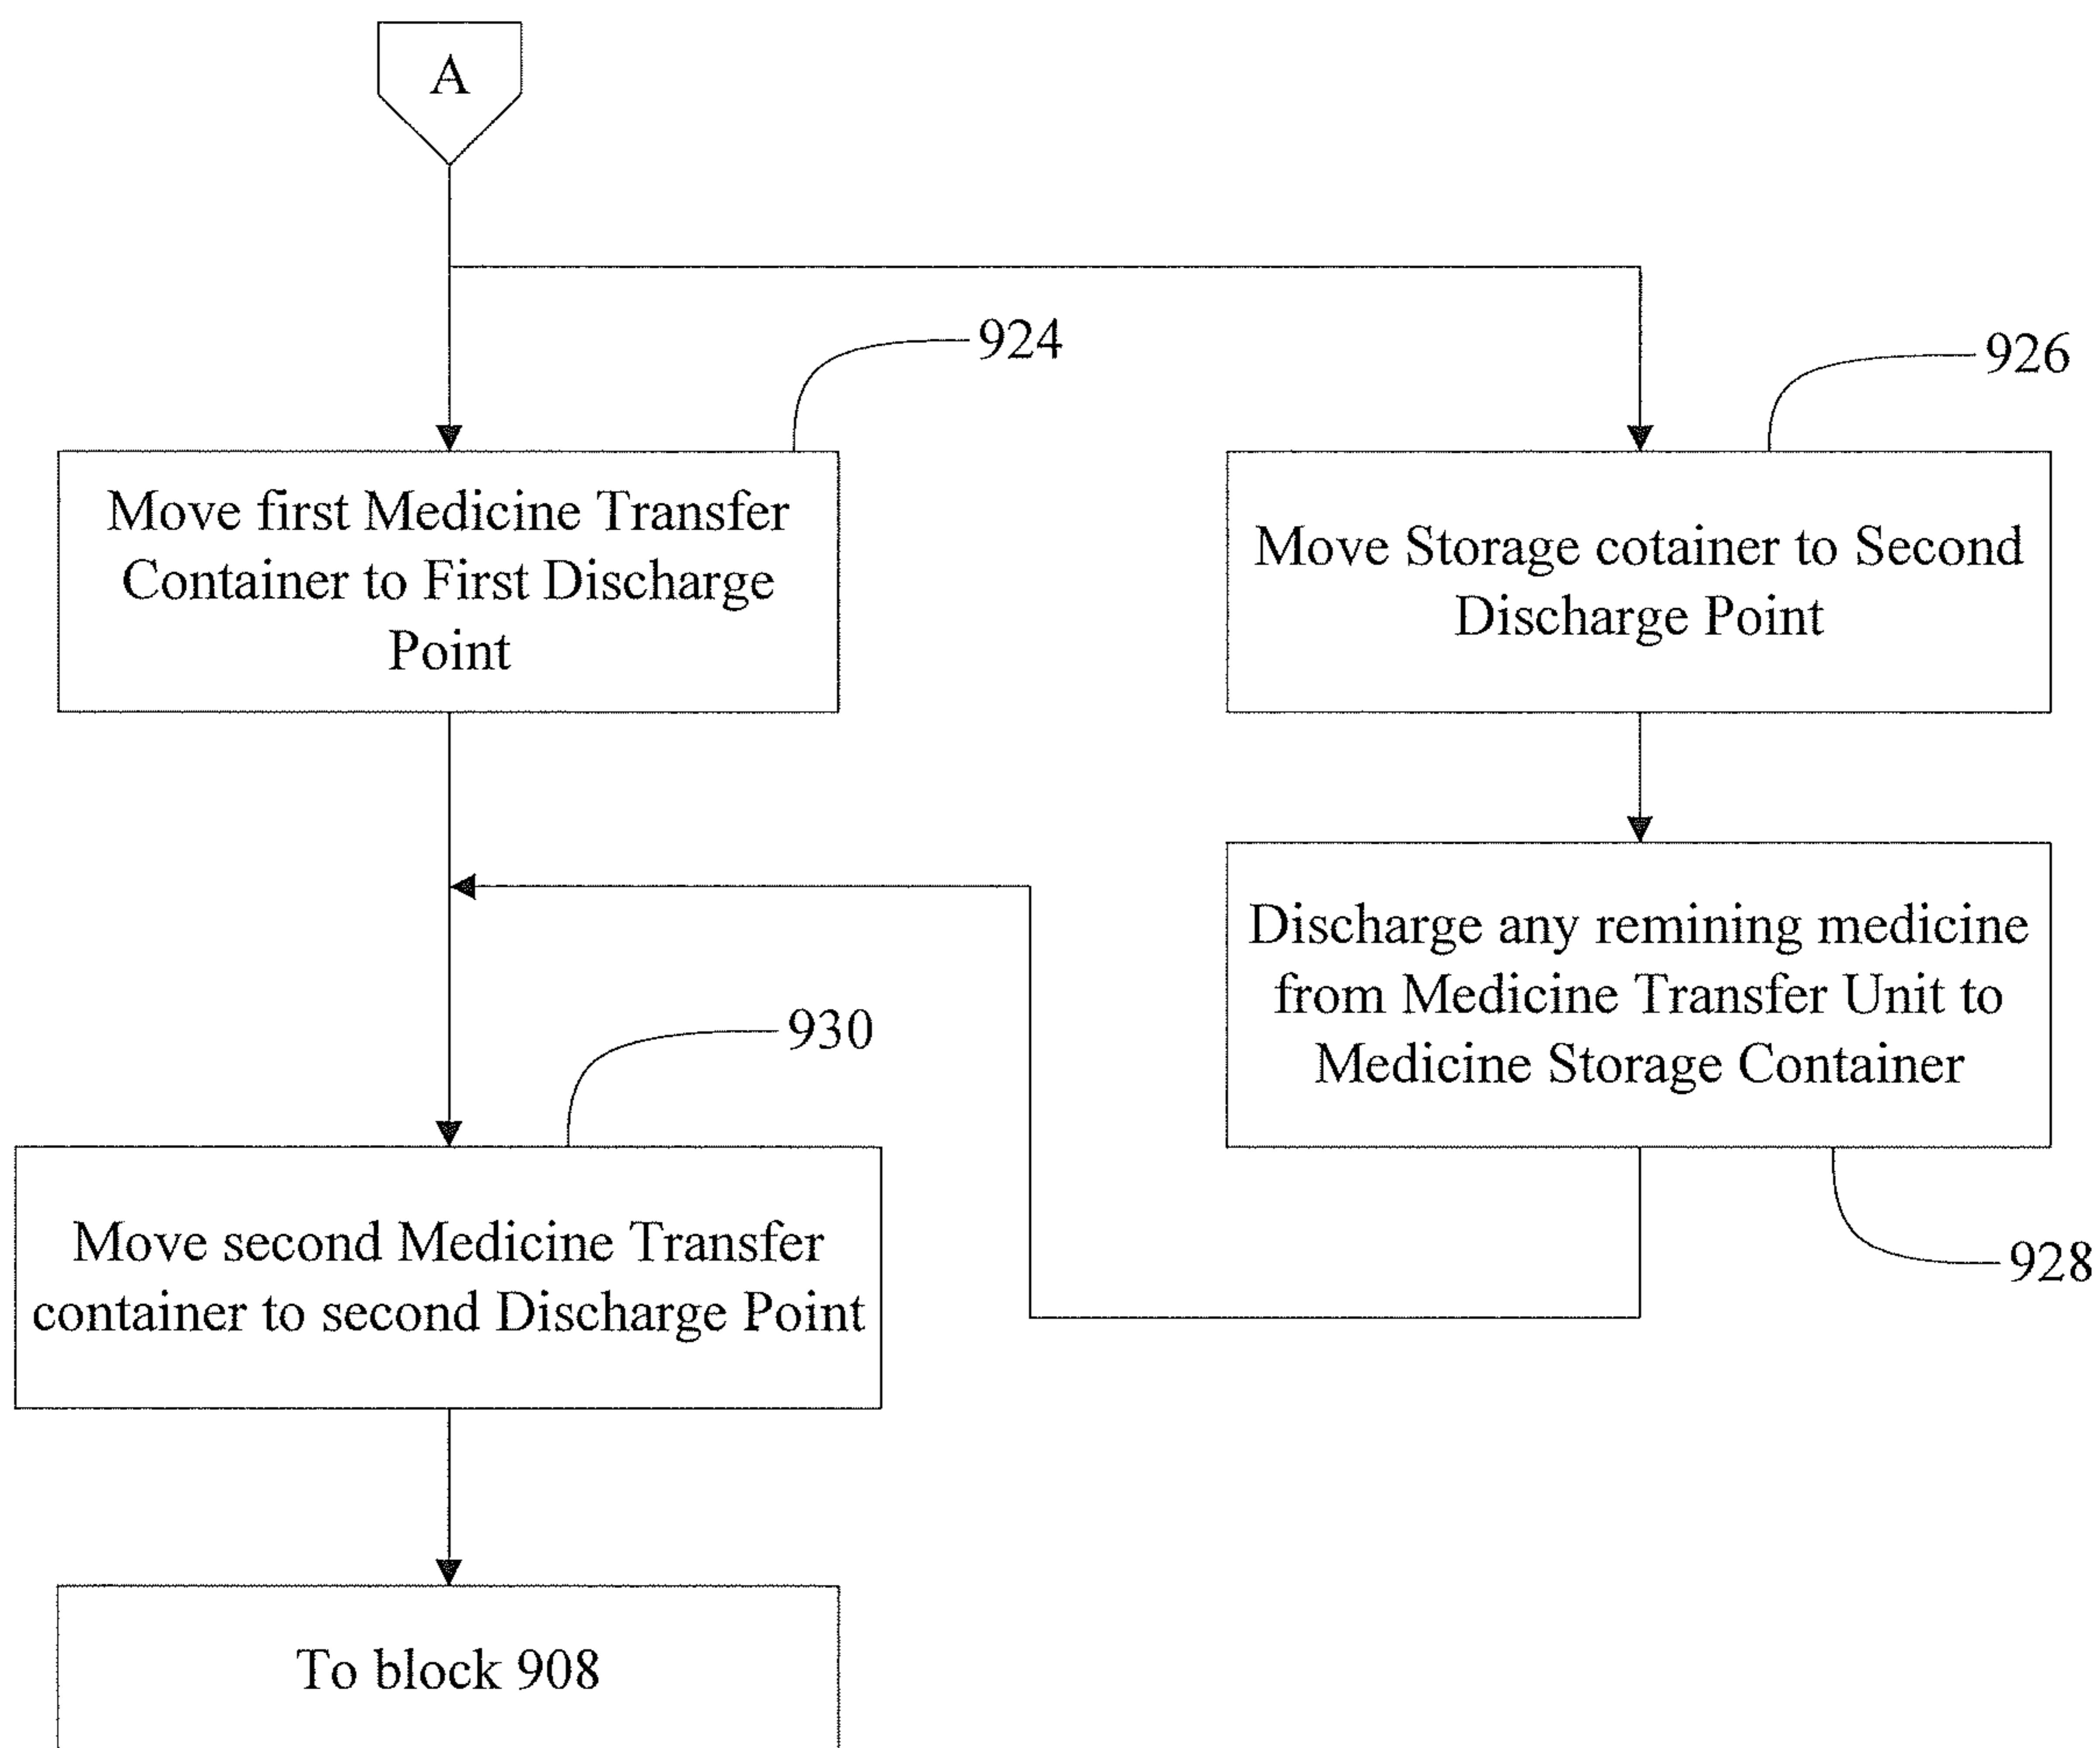 A
924
926
Move first Medicine Transfer
Container to First Discharge
Point
Move Storage cotainer to Second
Discharge Point
Discharge any remining medicine
from Medicine Transfer Unit to
Medicine Storage Container
930
928
Move second Medicine Transfer
container to second Discharge Point
To block 908